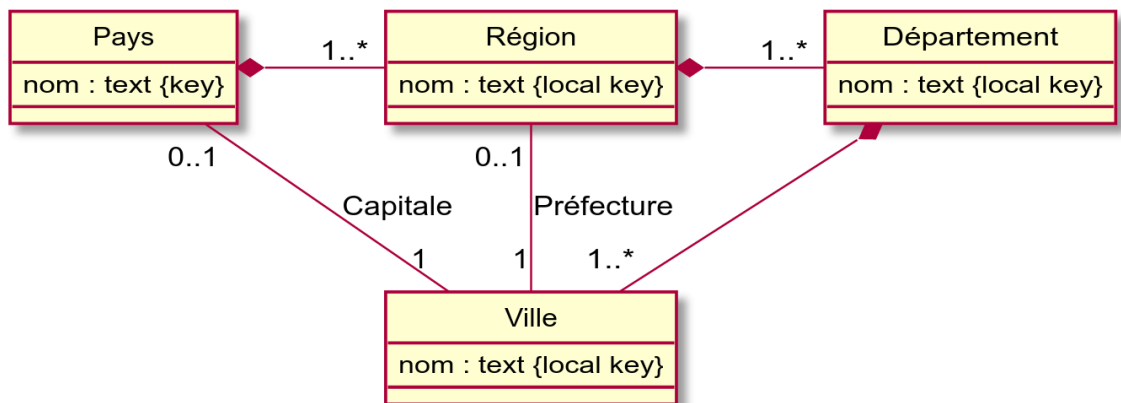 Pays
nom : text {key}
1..*
Région
nom : text {local key}
1..*
Département
nom : text {local key}
0..1
0..1
Capitale
Préfecture
1
1
1..*
Ville
nom : text {local key}